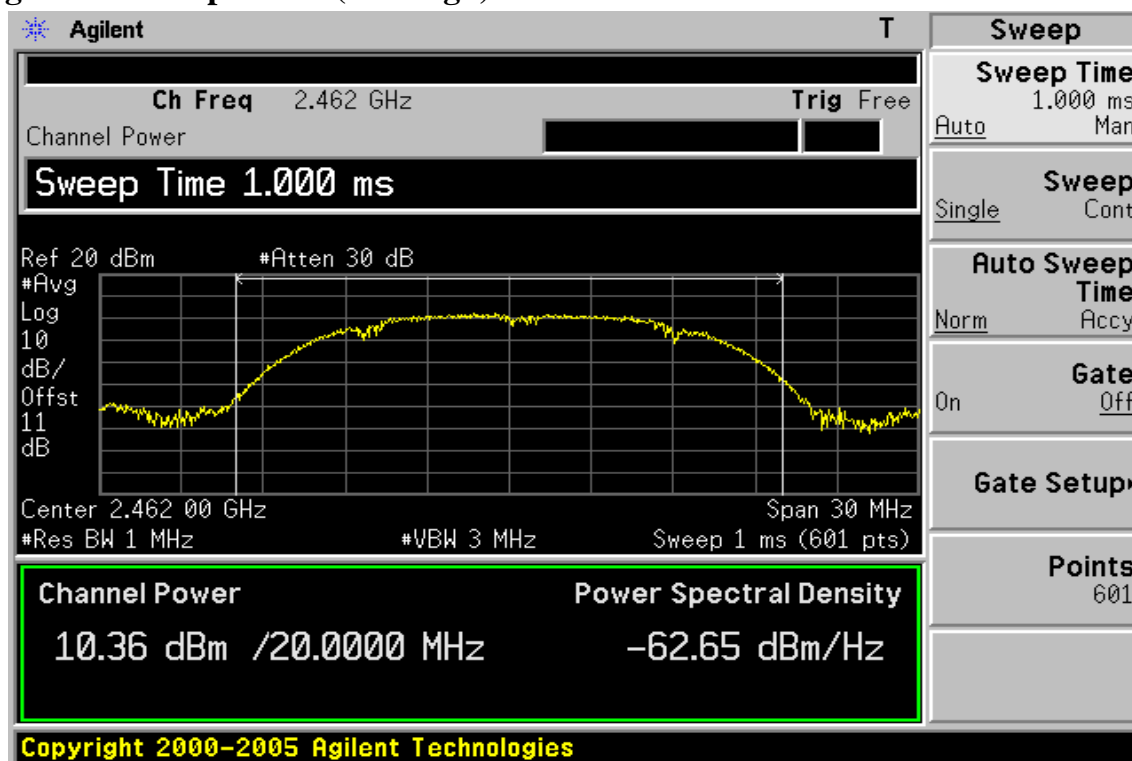 Agilent T
Ch Freq 2.462 GHz Trig Free
Channel Power
Sweep Time 1.000 ms
Ref 20 dBm #Atten 30 dB
#Avg
Log
10
dB/
Offst
11
dB
Center 2.462 00 GHz Span 30 MHz
#Res BW 1 MHz #VBW 3 MHz Sweep 1 ms (601 pts)
Channel Power Power Spectral Density
10.36 dBm /20.0000 MHz -62.65 dBm/Hz
Copyright 2000-2005 Agilent Technologies
Sweep
Sweep Time
1.000 ms
Auto Man
Sweep
Single Cont
Auto Sweep
Time
Norm Accy
Gate
On Off
Gate Setup
Points
601